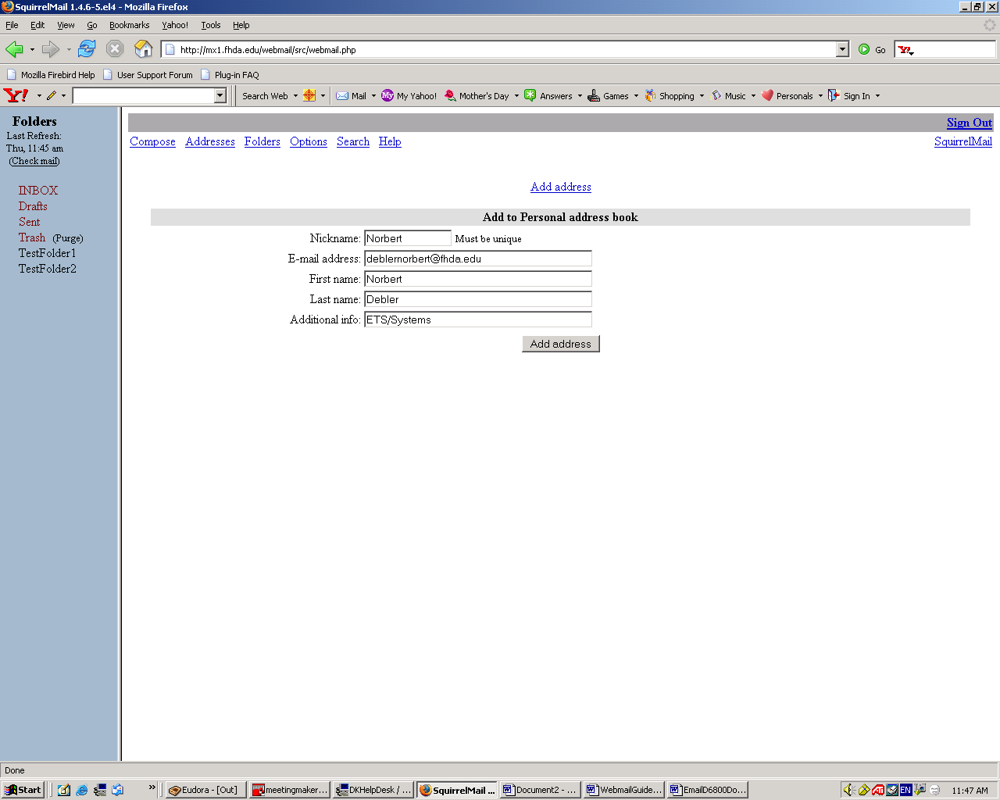 SquirrelMail 1.4.6-5.el4 - Mozilla Firefox
File Edit View Go Bookmarks Yahoo! Tools Help
http://mx1.fhda.edu/webmail/src/webmail.php Go Y!
Mozilla Firebird Help User Support Forum Plug-in FAQ
Y! Search Web Mail My My Yahoo! Mother's Day Answers Games Shopping Music Personals Sign In
Folders
Last Refresh:
Thu, 11:45 am
(Check mail)
INBOX
Drafts
Sent
Trash (Purge)
TestFolder1
TestFolder2
Sign Out
Compose Addresses Folders Options Search Help SquirrelMail
Add address
Add to Personal address book
Nickname: Norbert Must be unique
E-mail address: deblernorbert@fhda.edu
First name: Norbert
Last name: Debler
Additional info: ETS/Systems
Add address
Done
Start Eudora - [Out] meetingmaker... DKHelpDesk / ... SquirrelMail ... Document2 - ... WebmailGuide... EmailD6800Do... EN 11:47 AM